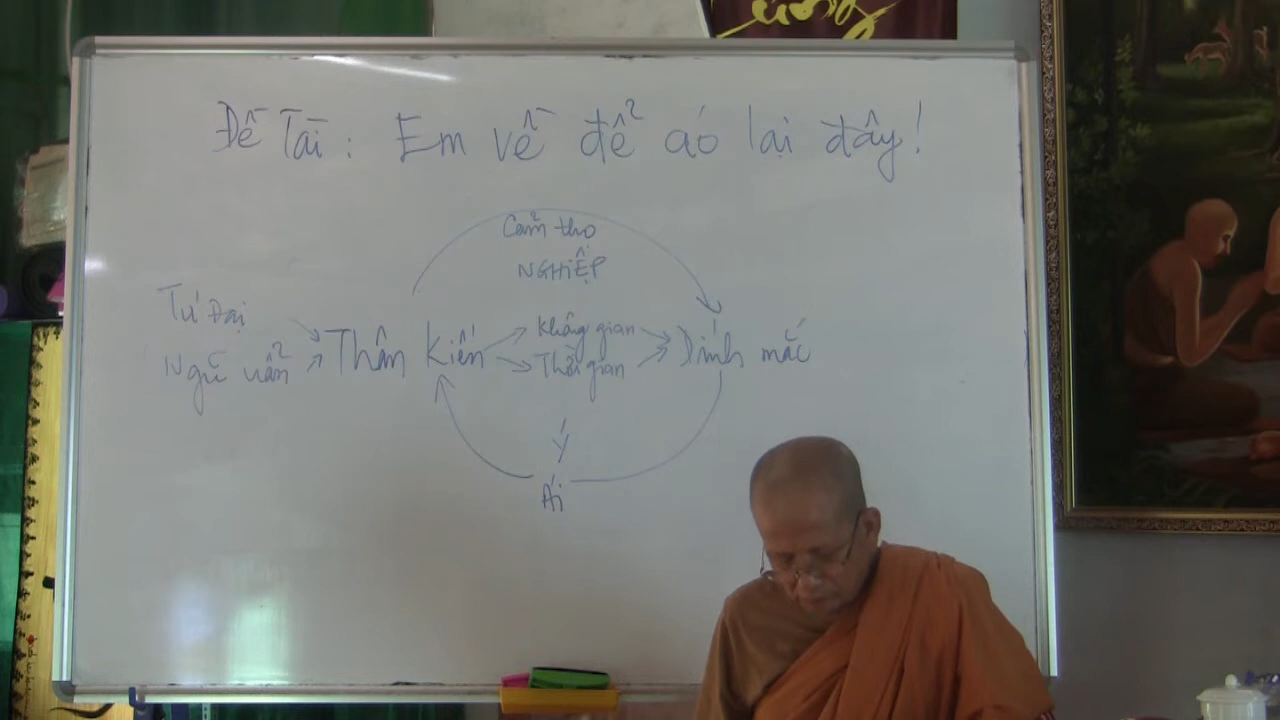 Đề Tài : Em về để áo lại đây!
Cảm thọ
NGHIỆP
Tứ Đại
Ngũ uẩn
Thân Kiến
Không gian
Thời gian
Dính mắc
Ý
Ái